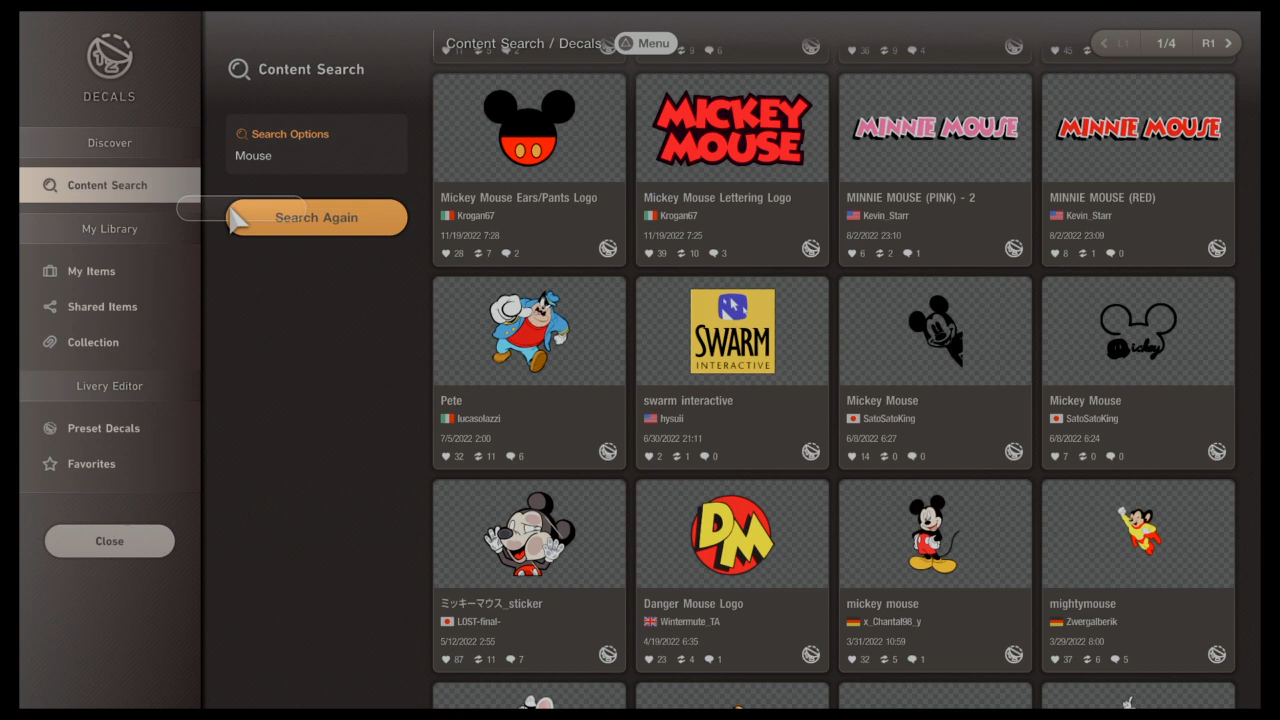 DECALS
Discover
Content Search
My Library
My Items
Shared Items
Collection
Livery Editor
Preset Decals
Favorites
Close
Content Search
Search Options
Mouse
Search Again
Content Search / Decals
Menu
L1
1/4
R1
9 6
36 9 4
45
MICKEY
MOUSE
MINNIE MOUSE
MINNIE MOUSE
Mickey Mouse Ears/Pants Logo
Krogan67
11/19/2022 7:28
28 7 2
Mickey Mouse Lettering Logo
Krogan67
11/19/2022 7:25
39 10 3
MINNIE MOUSE (PINK) - 2
Kevin_Starr
8/2/2022 23:10
6 2 1
MINNIE MOUSE (RED)
Kevin_Starr
8/2/2022 23:09
8 1 0
SWARM
INTERACTIVE
Mickey
Pete
lucasolazzi
7/5/2022 2:00
32 11 6
swarm interactive
hysuii
6/30/2022 21:11
2 1 0
Mickey Mouse
SatoSatoKing
6/8/2022 6:27
14 0 0
Mickey Mouse
SatoSatoKing
6/8/2022 6:24
7 0 0
DM
ミッキーマウス_sticker
LOST-final-
5/12/2022 2:55
87 11 7
Danger Mouse Logo
Wintermute_TA
4/19/2022 6:35
23 4 1
mickey mouse
x_Chantal98_y
3/31/2022 10:59
32 5 1
mightymouse
Zwergalberik
3/29/2022 8:00
37 6 5